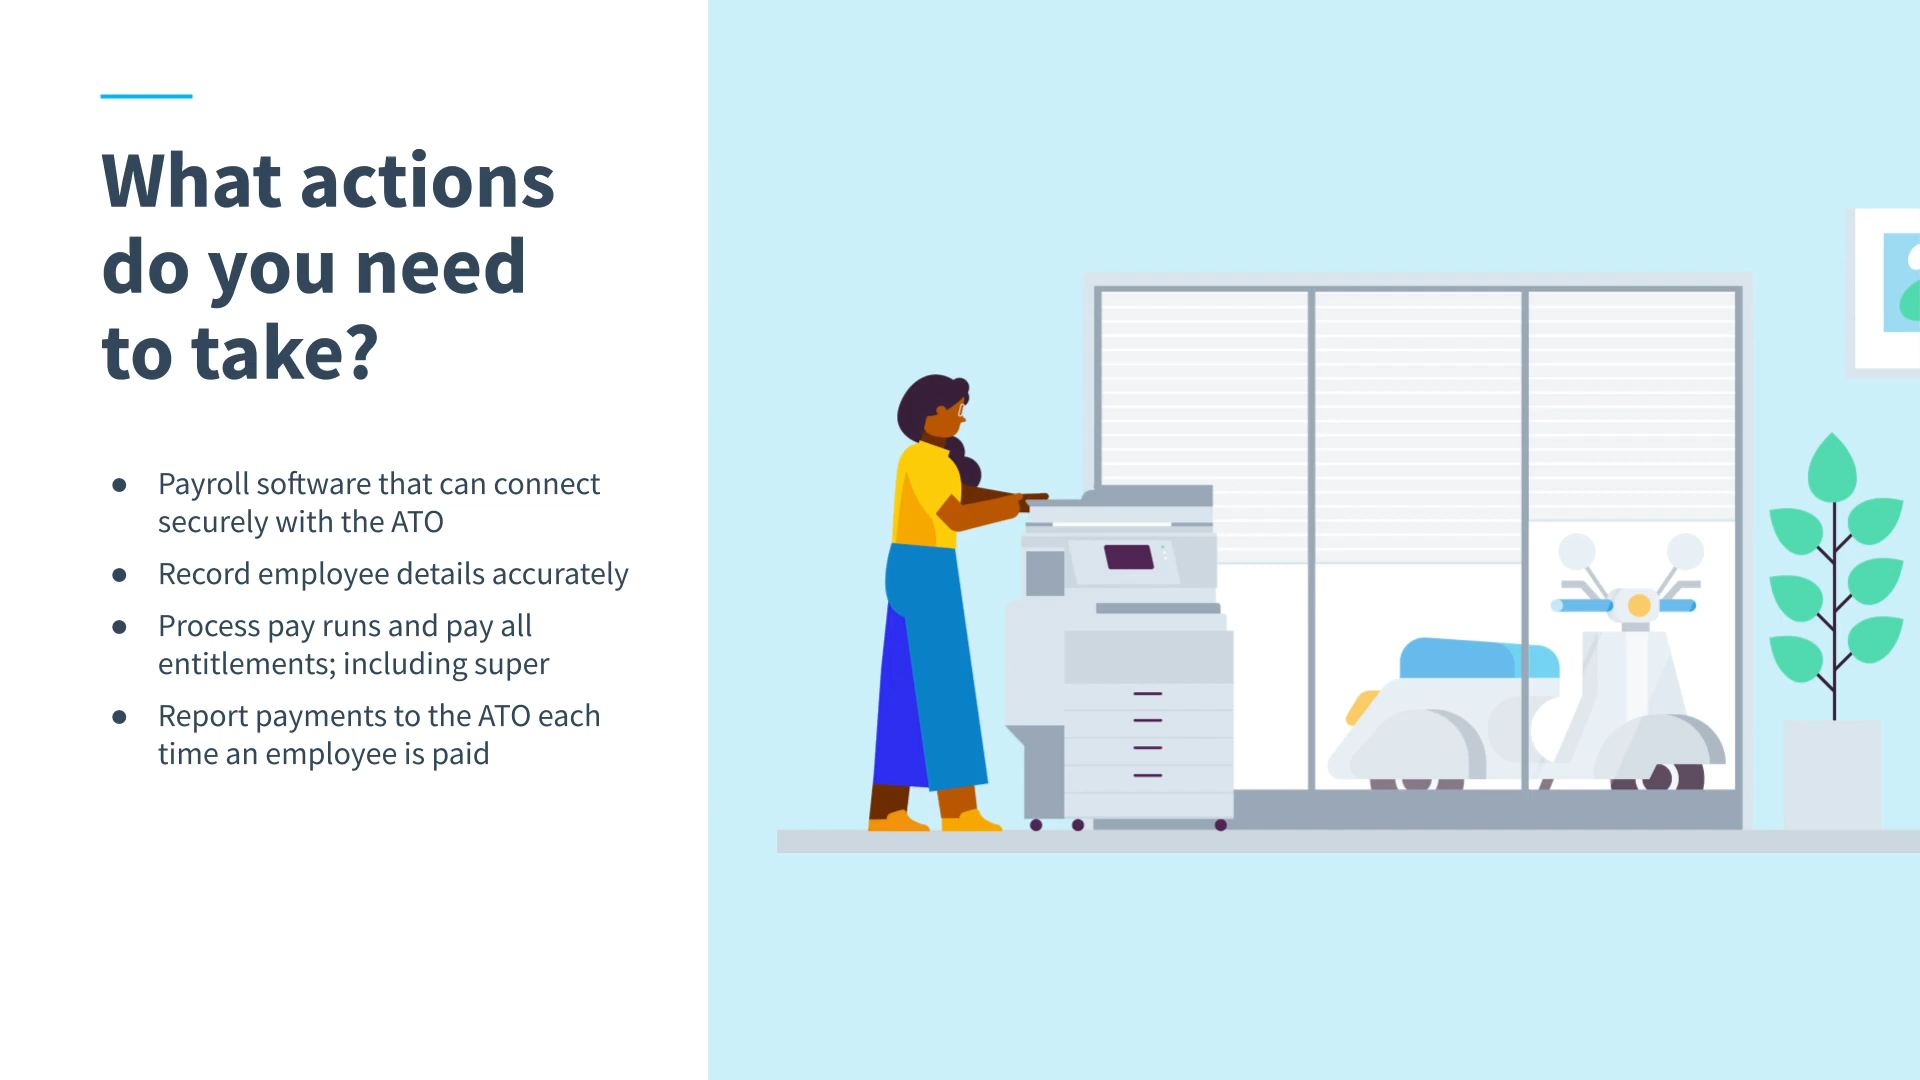 What actions
do you need
to take?
● Payroll software that can connect
securely with the ATO
● Record employee details accurately
● Process pay runs and pay all
entitlements; including super
● Report payments to the ATO each
time an employee is paid